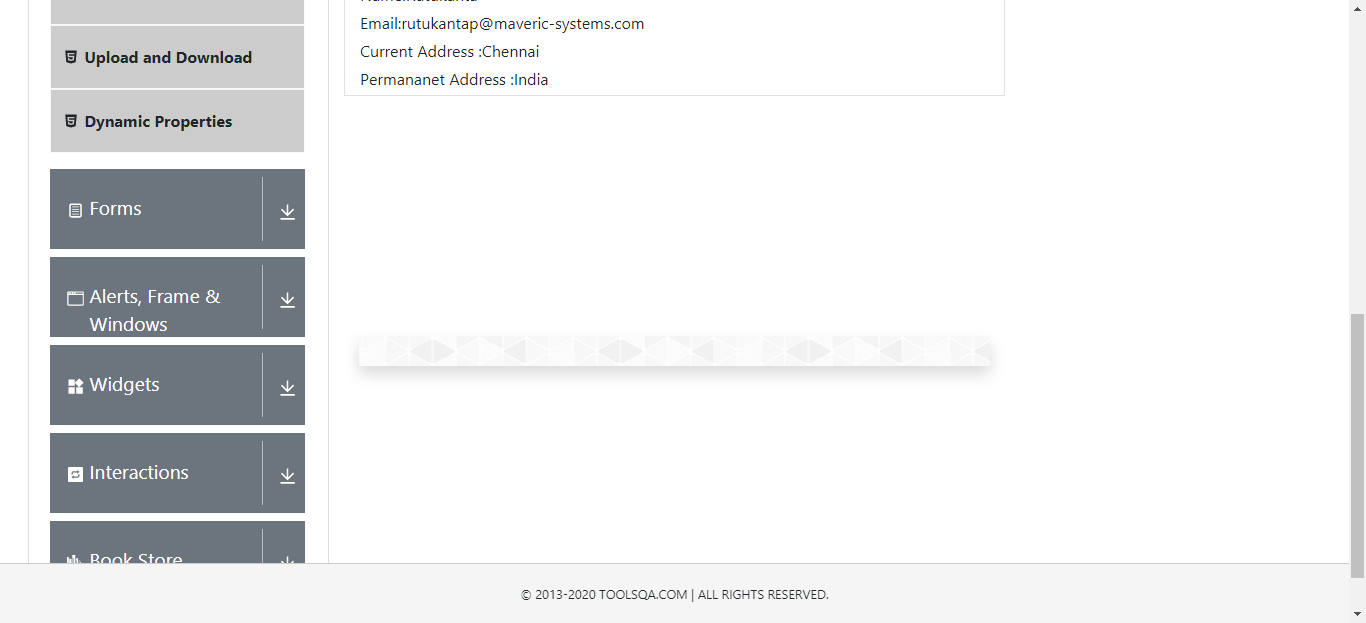 Email:rutukantap@maveric-systems.com
Current Address :Chennai
Permananet Address :India
Upload and Download
Dynamic Properties
Forms
Alerts, Frame &
Windows
Widgets
Interactions
Book Store
© 2013-2020 TOOLSQA.COM | ALL RIGHTS RESERVED.